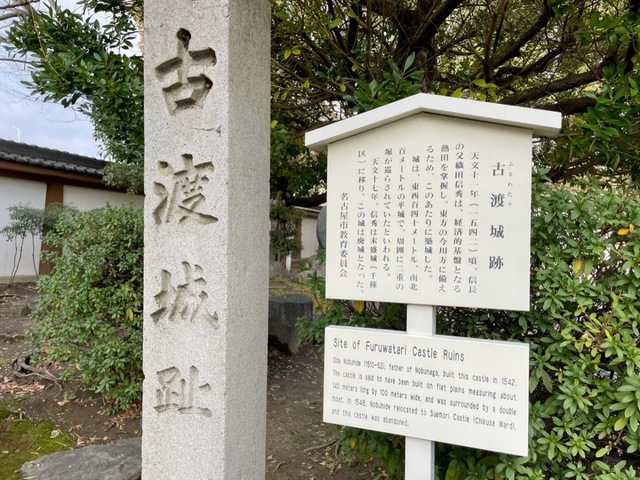 古渡城趾
古渡城跡
ふるわたり
天文十一年（一五四二）頃、信長
の父織田信秀は、経済的基盤となる
熱田を掌握し、東方の今川方に備え
るため、このあたりに築城した。
城は、東西百四十メートル、南北
百メートルの平城で、周囲に二重の
堀が巡らされていたといわれる。
天文十七年、信秀は末盛城（千種
区）に移り、この城は廃城となった。
名古屋市教育委員会
Site of Furuwatari Castle Ruins
Oda Nobuhide (1510-52), father of Nobunaga, built this castle in 1542.
The castle is said to have been built on flat plains measuring about
140 meters long by 100 meters wide, and was surrounded by a double
moat. In 1548, Nobuhide relocated to Suemori Castle (Chikusa Ward),
and this castle was abandoned.